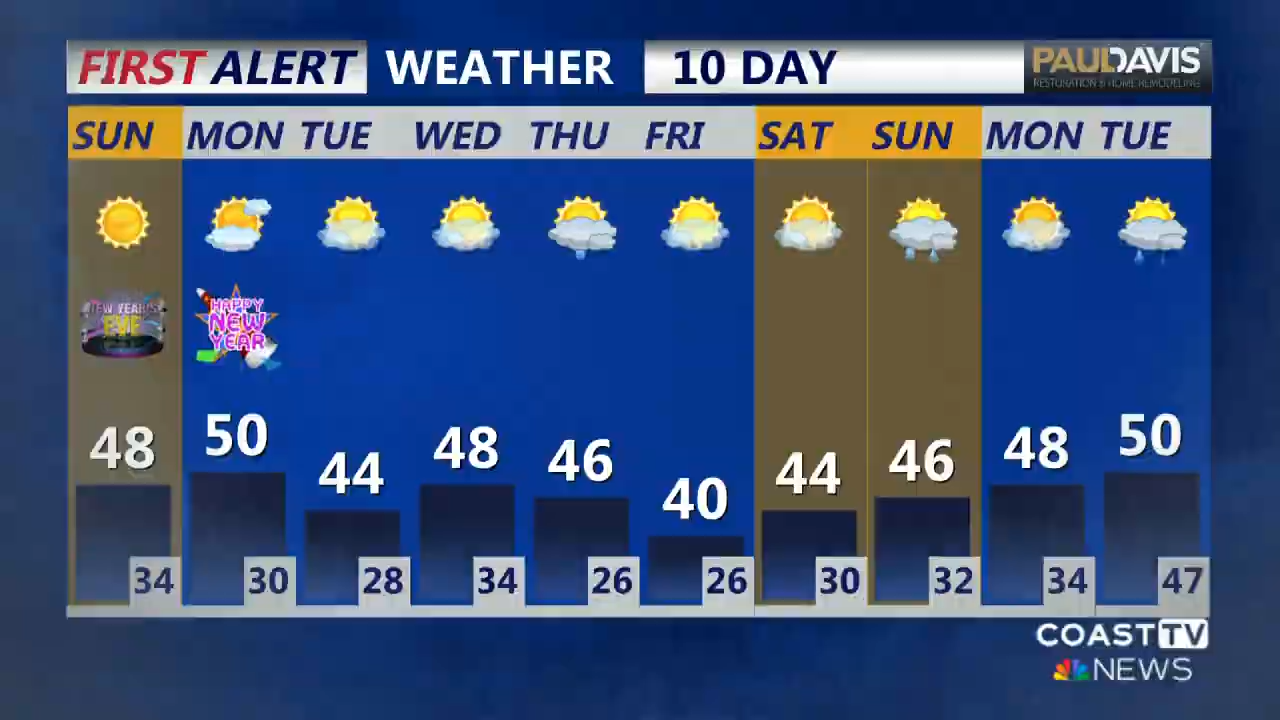 FIRST ALERT WEATHER 10 DAY PAUL DAVIS
RESTORATION & HOME REMODELING
SUN MON TUE WED THU FRI SAT SUN MON TUE
NEW YEAR'S
EVE
HAPPY
NEW
YEAR
48 50 44 48 46 40 44 46 48 50
34 30 28 34 26 26 30 32 34 47
COAST TV
NEWS